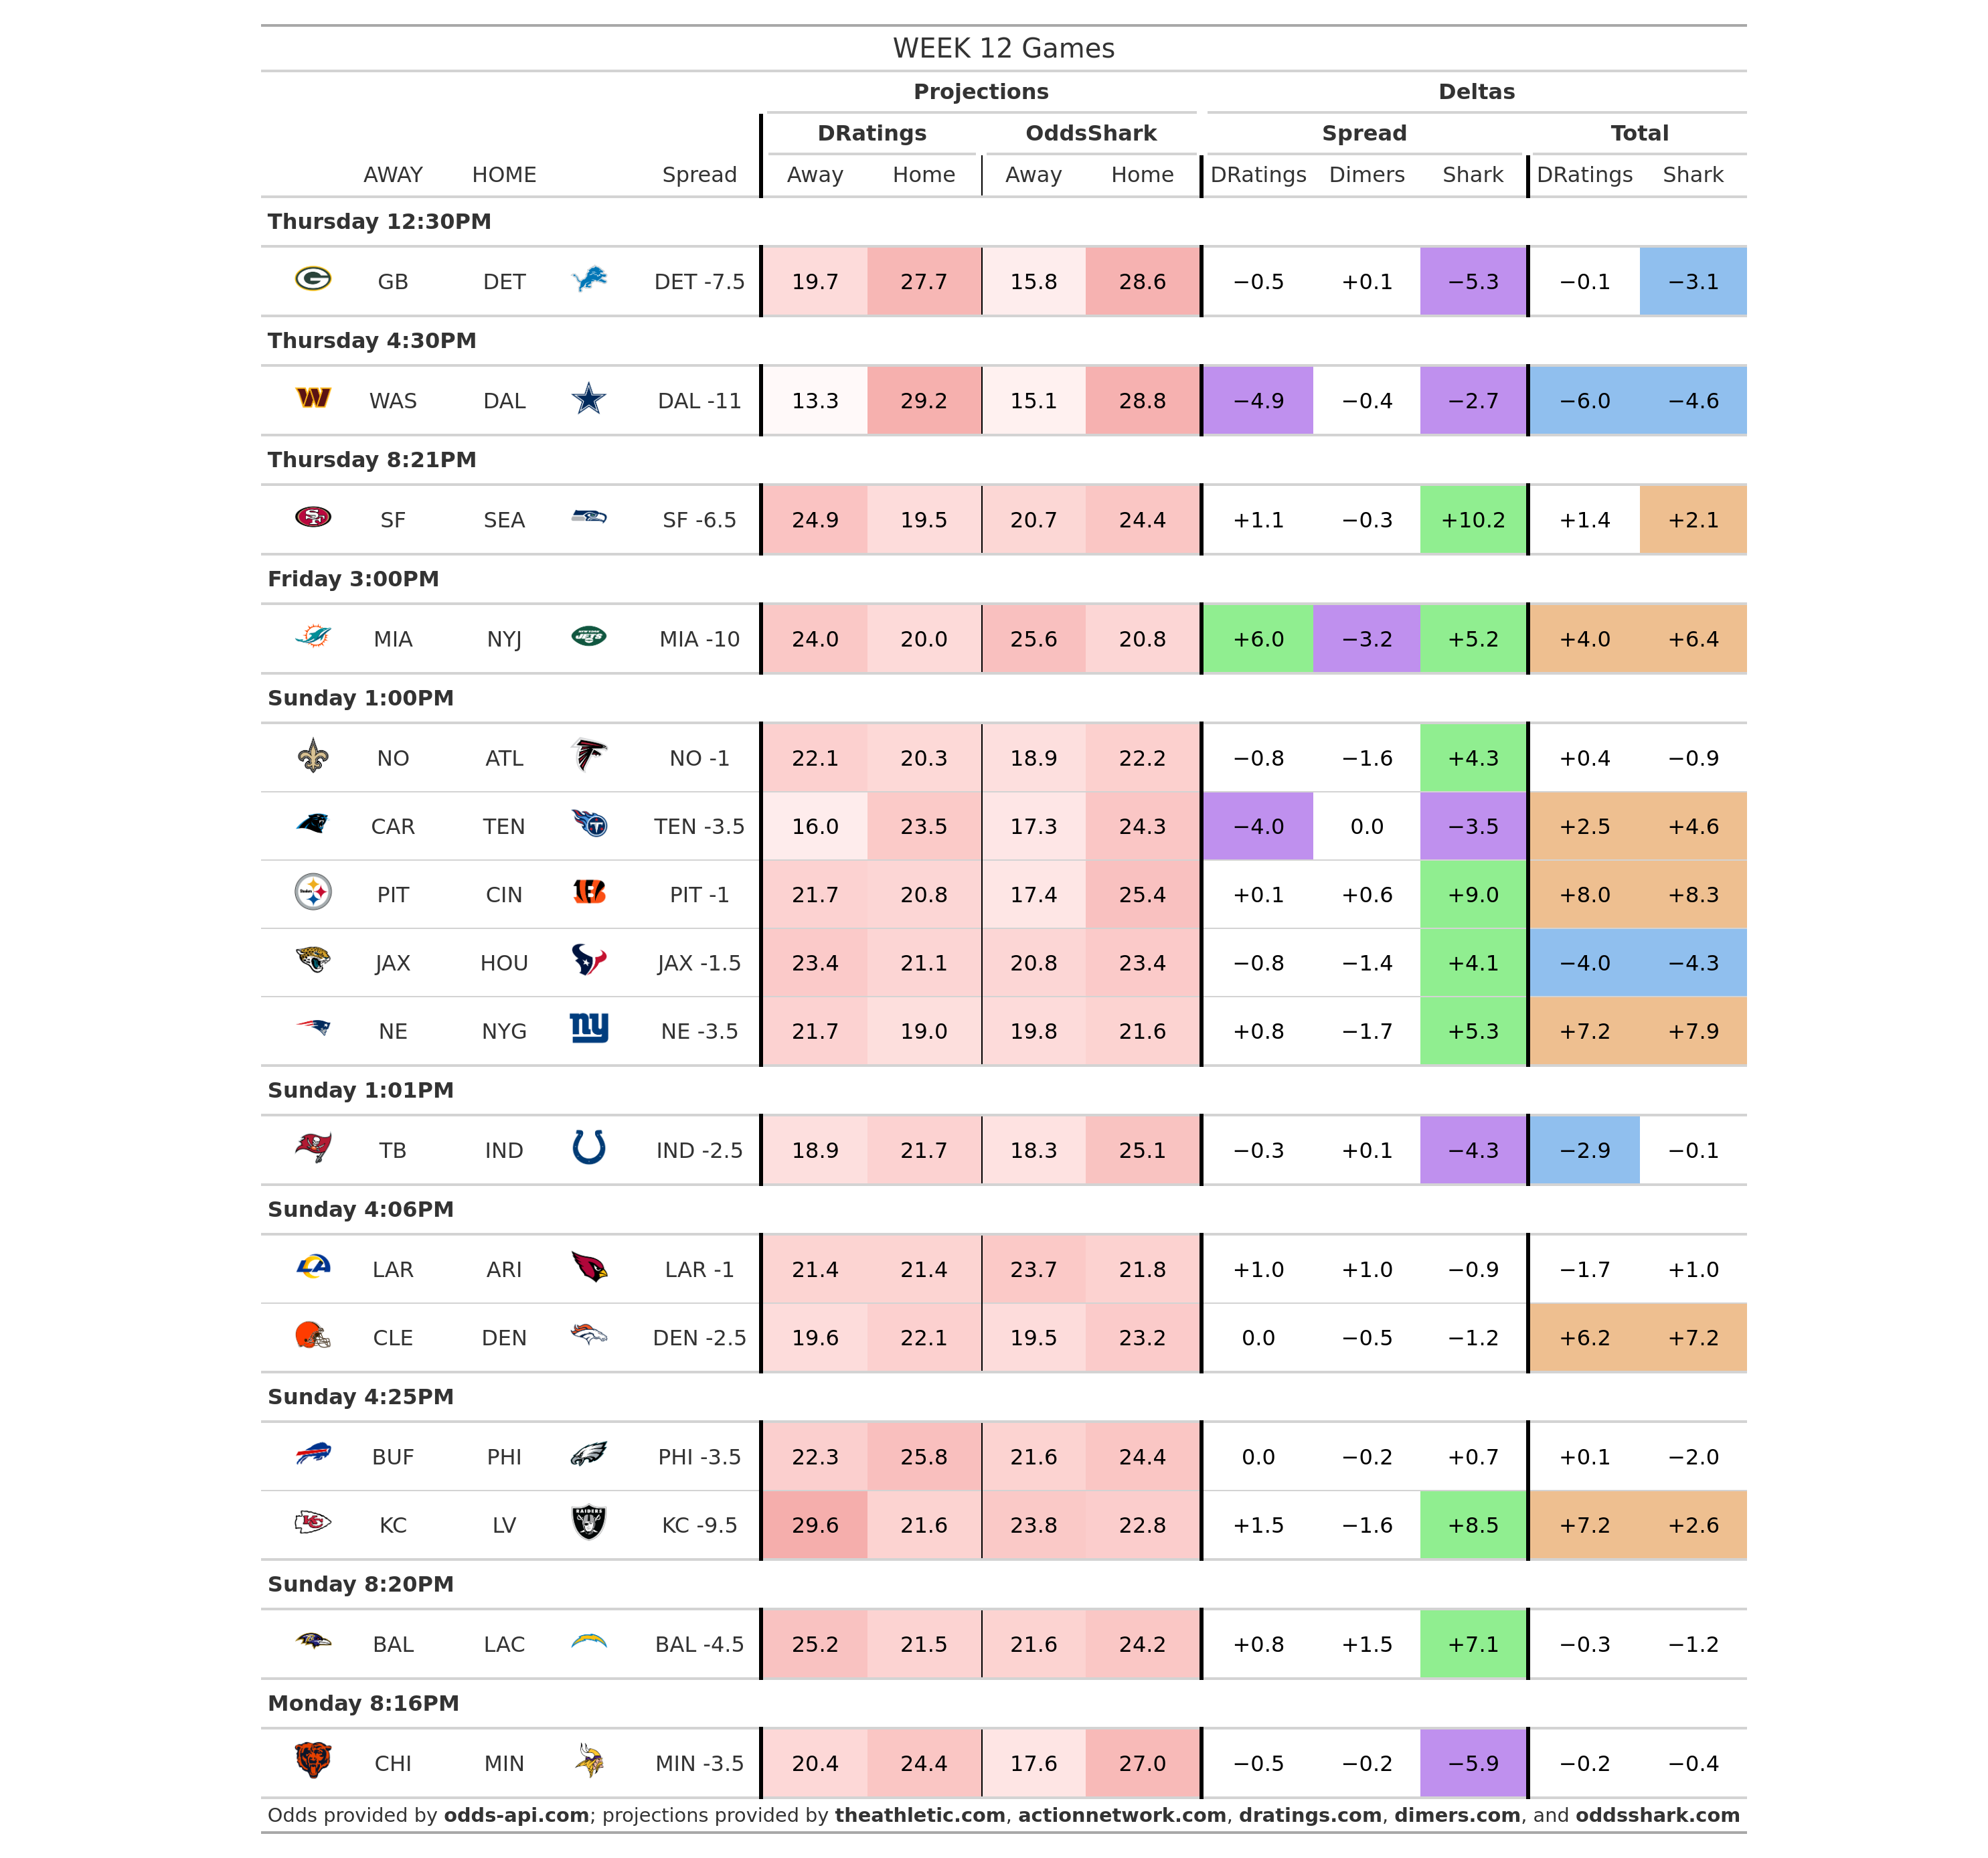 WEEK 12 Games
Projections Deltas
DRatings OddsShark Spread Total
AWAY HOME Spread Away Home Away Home DRatings Dimers Shark DRatings Shark
Thursday 12:30PM
GB DET DET -7.5 19.7 27.7 15.8 28.6 −0.5 +0.1 −5.3 −0.1 −3.1
Thursday 4:30PM
WAS DAL DAL -11 13.3 29.2 15.1 28.8 −4.9 −0.4 −2.7 −6.0 −4.6
Thursday 8:21PM
SF SEA SF -6.5 24.9 19.5 20.7 24.4 +1.1 −0.3 +10.2 +1.4 +2.1
Friday 3:00PM
MIA NYJ MIA -10 24.0 20.0 25.6 20.8 +6.0 −3.2 +5.2 +4.0 +6.4
Sunday 1:00PM
NO ATL NO -1 22.1 20.3 18.9 22.2 −0.8 −1.6 +4.3 +0.4 −0.9
CAR TEN TEN -3.5 16.0 23.5 17.3 24.3 −4.0 0.0 −3.5 +2.5 +4.6
PIT CIN PIT -1 21.7 20.8 17.4 25.4 +0.1 +0.6 +9.0 +8.0 +8.3
JAX HOU JAX -1.5 23.4 21.1 20.8 23.4 −0.8 −1.4 +4.1 −4.0 −4.3
NE NYG NE -3.5 21.7 19.0 19.8 21.6 +0.8 −1.7 +5.3 +7.2 +7.9
Sunday 1:01PM
TB IND IND -2.5 18.9 21.7 18.3 25.1 −0.3 +0.1 −4.3 −2.9 −0.1
Sunday 4:06PM
LAR ARI LAR -1 21.4 21.4 23.7 21.8 +1.0 +1.0 −0.9 −1.7 +1.0
CLE DEN DEN -2.5 19.6 22.1 19.5 23.2 0.0 −0.5 −1.2 +6.2 +7.2
Sunday 4:25PM
BUF PHI PHI -3.5 22.3 25.8 21.6 24.4 0.0 −0.2 +0.7 +0.1 −2.0
KC LV KC -9.5 29.6 21.6 23.8 22.8 +1.5 −1.6 +8.5 +7.2 +2.6
Sunday 8:20PM
BAL LAC BAL -4.5 25.2 21.5 21.6 24.2 +0.8 +1.5 +7.1 −0.3 −1.2
Monday 8:16PM
CHI MIN MIN -3.5 20.4 24.4 17.6 27.0 −0.5 −0.2 −5.9 −0.2 −0.4
Odds provided by odds-api.com; projections provided by theathletic.com, actionnetwork.com, dratings.com, dimers.com, and oddsshark.com